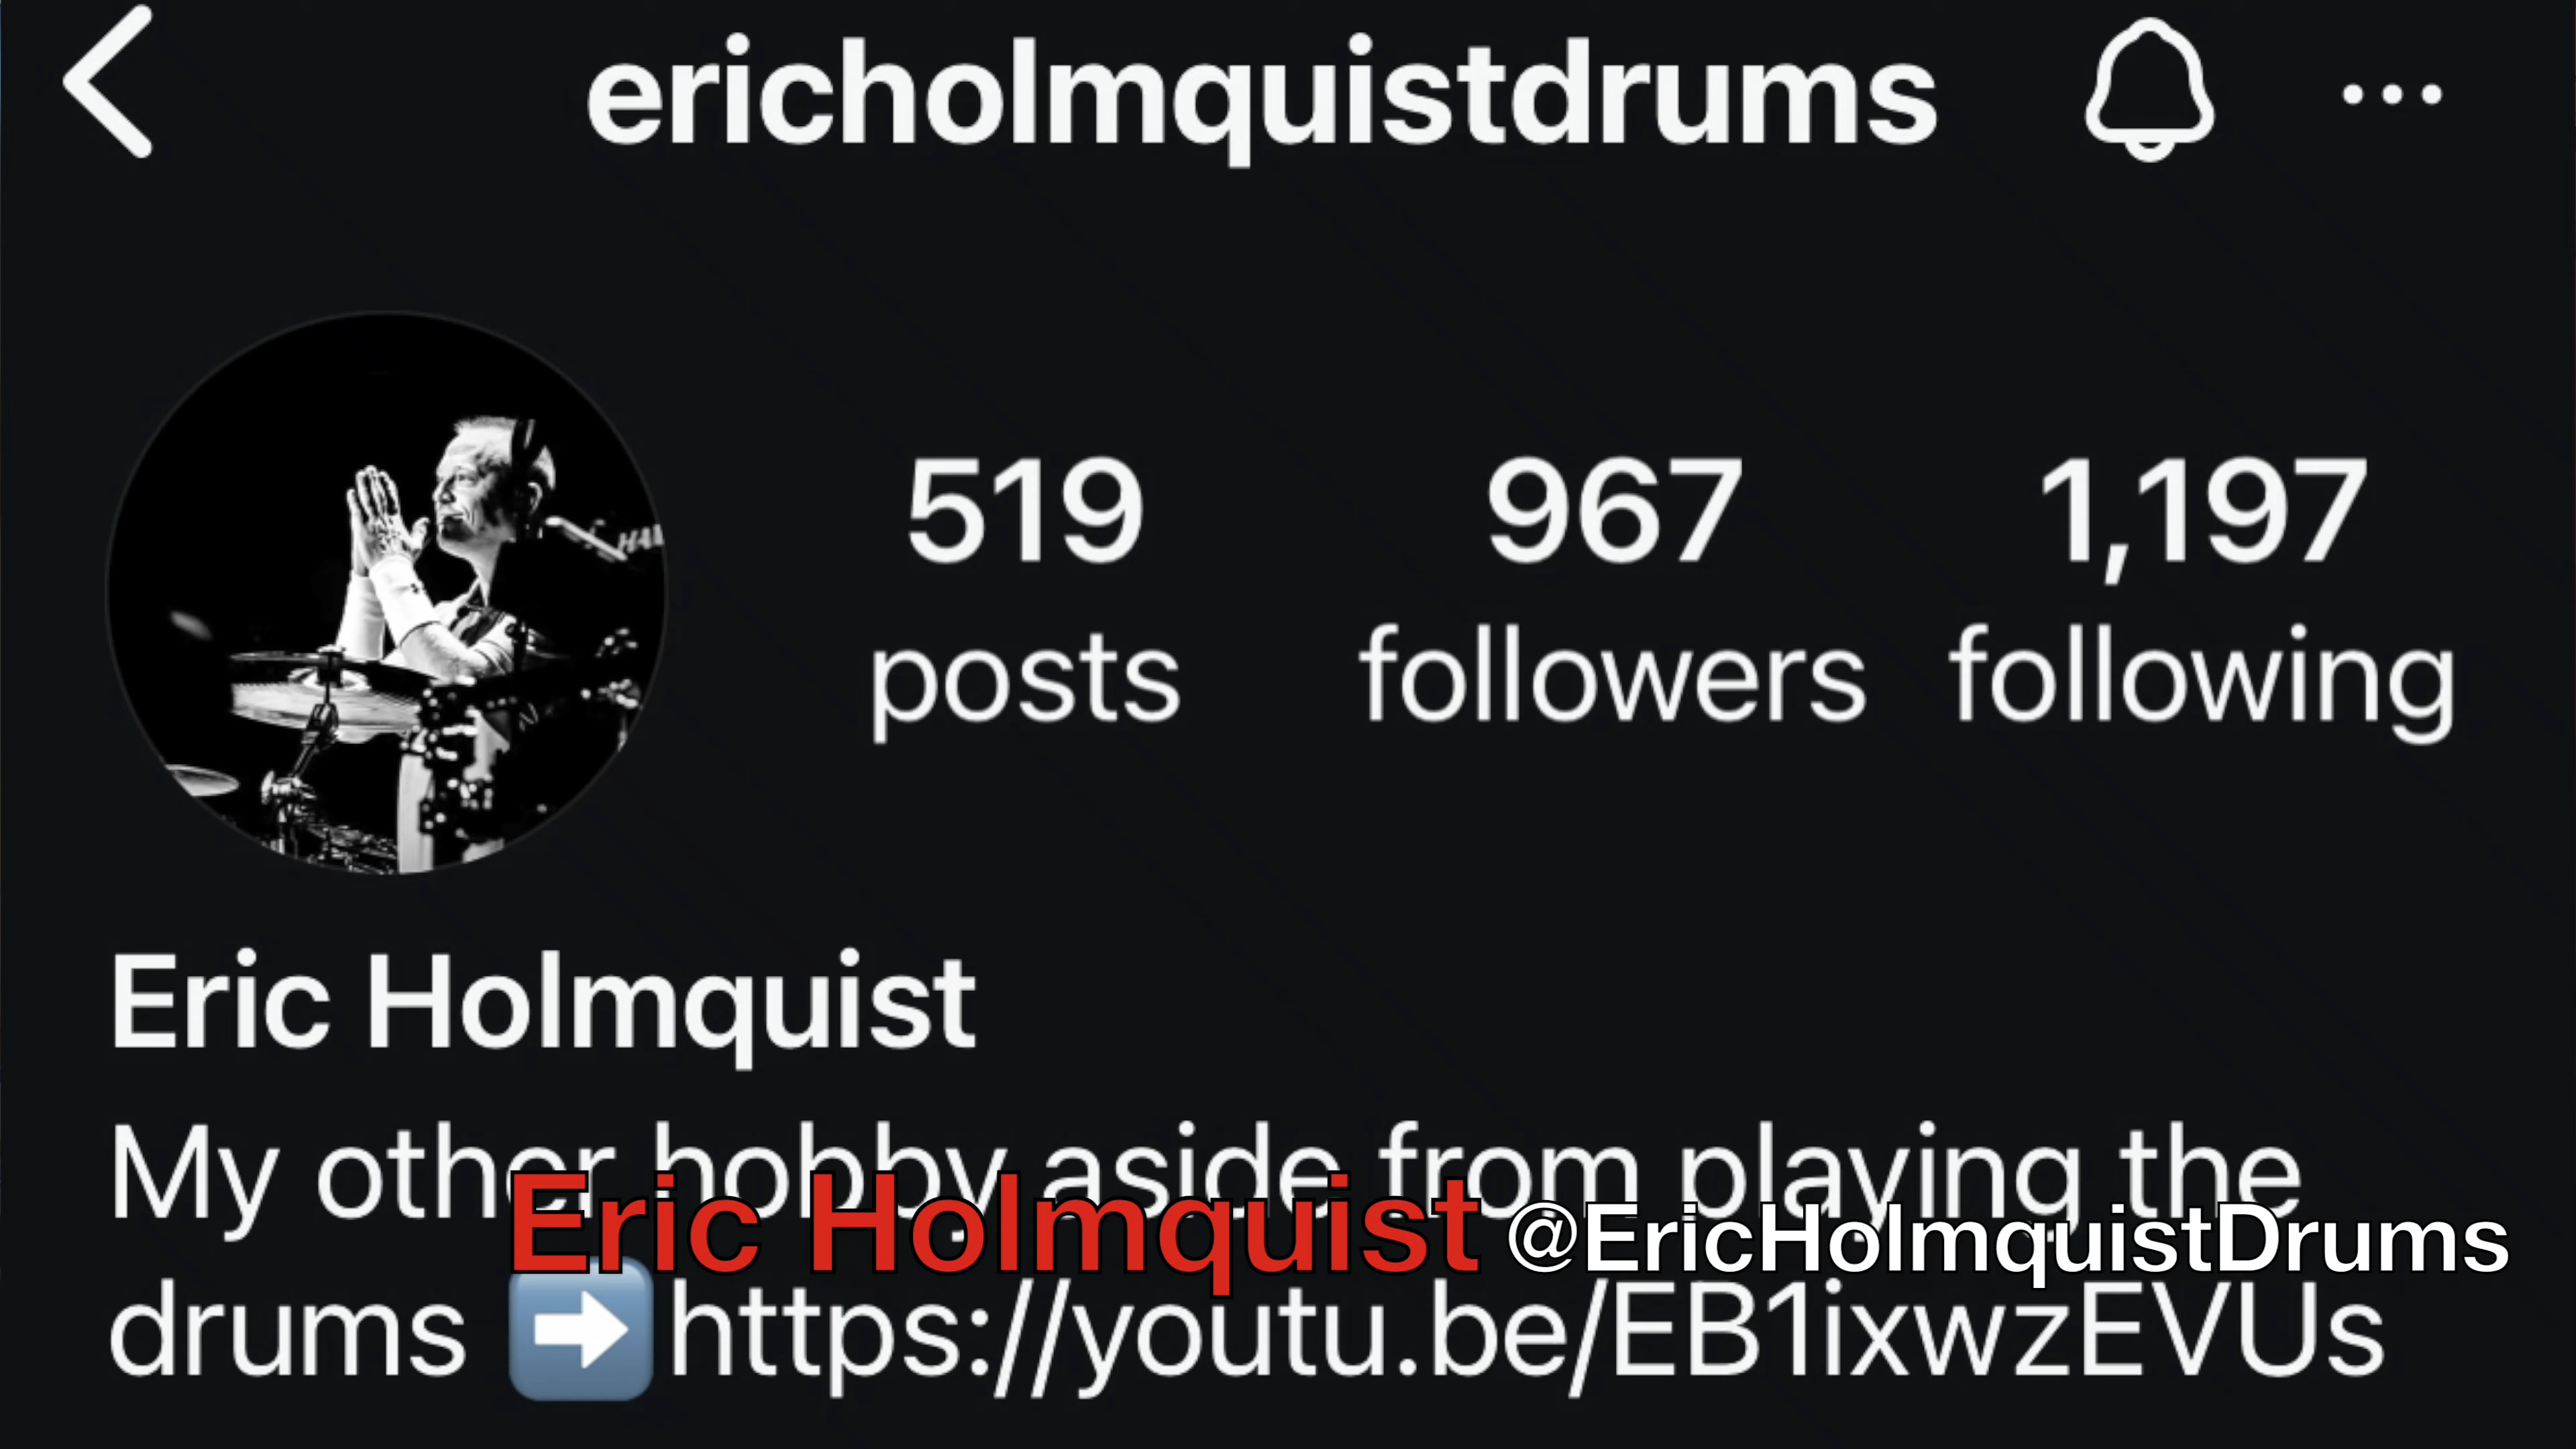 ericholmquistdrums
519 967 1,197
posts followers following
Eric Holmquist
My other hobby aside from playing the
Eric Holmquist @EricHolmquistDrums
drums ➡️ https://youtu.be/EB1ixwzEVUs